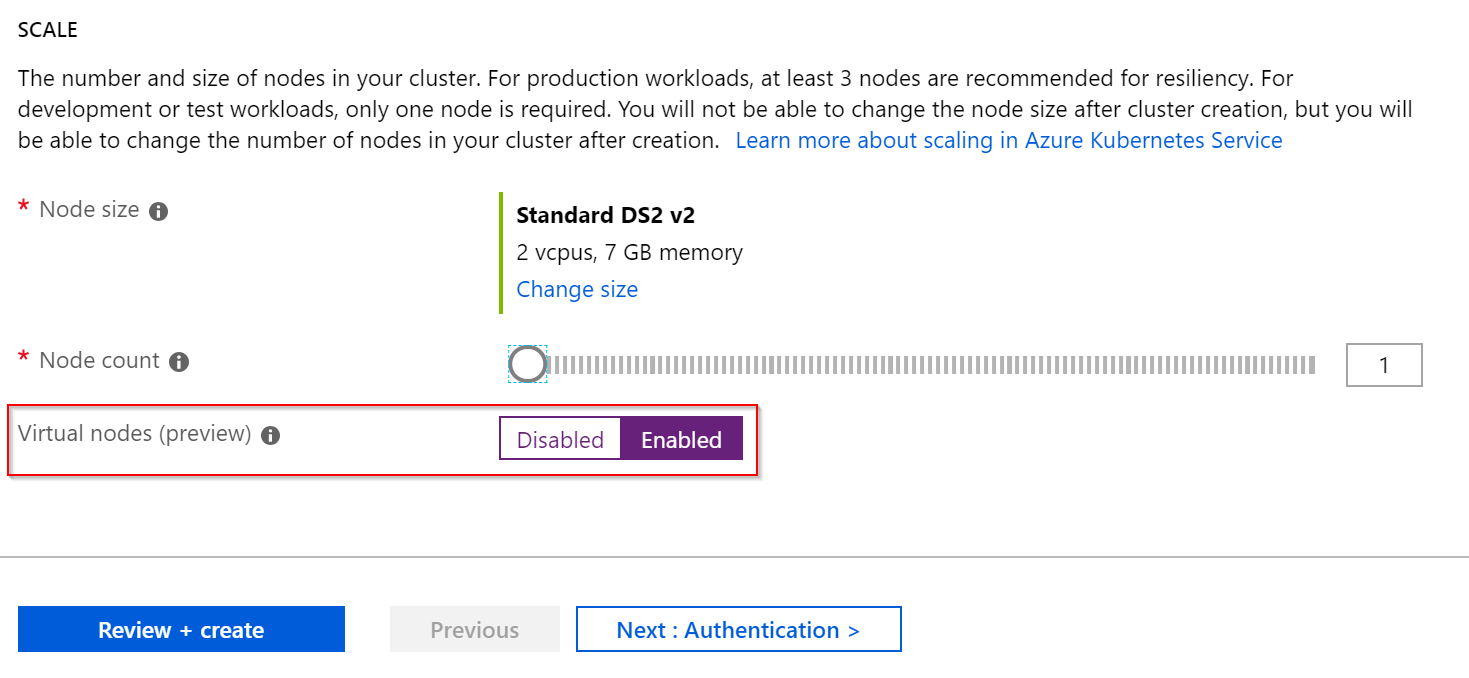 SCALE
The number and size of nodes in your cluster. For production workloads, at least 3 nodes are recommended for resiliency. For
development or test workloads, only one node is required. You will not be able to change the node size after cluster creation, but you will
be able to change the number of nodes in your cluster after creation. Learn more about scaling in Azure Kubernetes Service
* Node size
Standard DS2 v2
2 vcpus, 7 GB memory
Change size
* Node count
1
Virtual nodes (preview)
Disabled Enabled
Review + create Previous Next : Authentication >